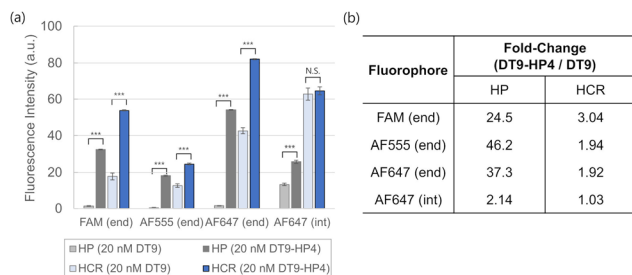 (a)
Fluorescence Intensity (a.u.)
100
80
60
40
20
0
***
***
***
***
***
***
***
N.S.
FAM (end) AF555 (end) AF647 (end) AF647 (int)
HP (20 nM DT9) HP (20 nM DT9-HP4)
HCR (20 nM DT9) HCR (20 nM DT9-HP4)
(b)
Fluorophore Fold-Change
(DT9-HP4 / DT9)
HP HCR
FAM (end) 24.5 3.04
AF555 (end) 46.2 1.94
AF647 (end) 37.3 1.92
AF647 (int) 2.14 1.03